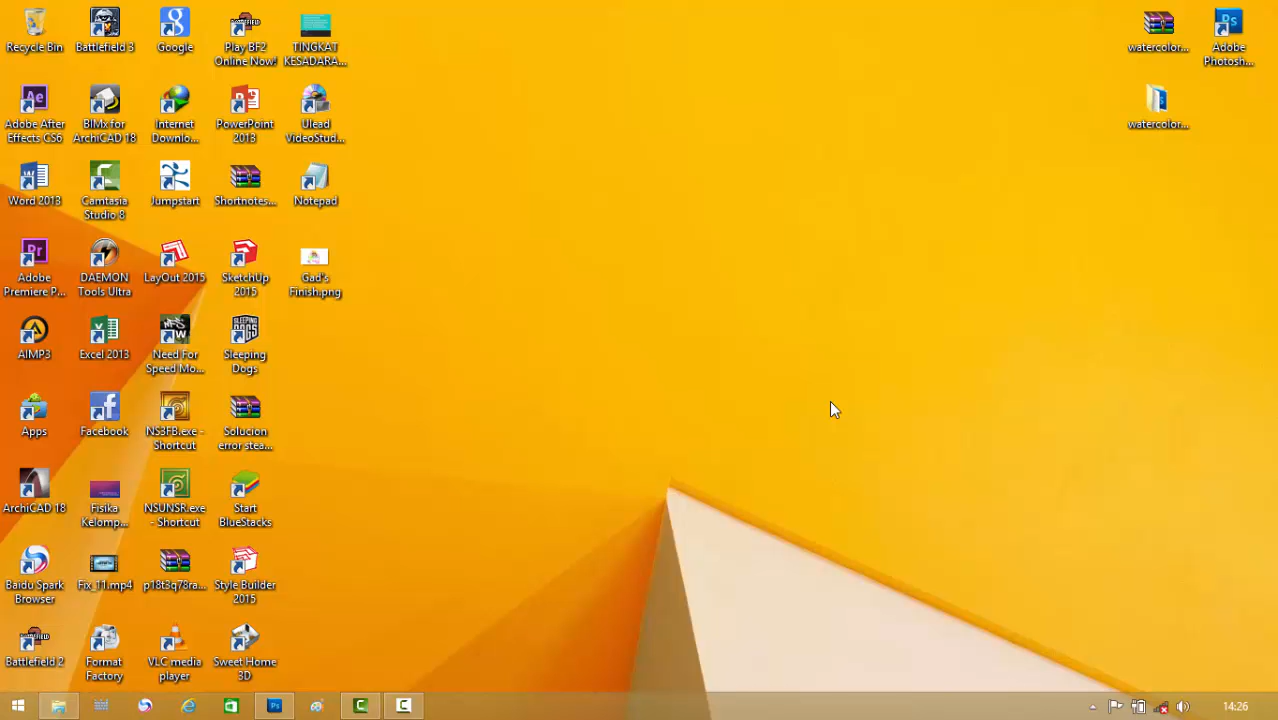 Recycle Bin
Battlefield 3
Google
Play BF2
Online Now!
TINGKAT
KESADARA...
watercolor...
Adobe
Photosh...
Adobe After
Effects CS6
BIMx for
ArchiCAD 18
Internet
Downlo...
PowerPoint
2013
Ulead
VideoStud...
watercolor...
Word 2013
Camtasia
Studio 8
Jumpstart
Shortnotes...
Notepad
Adobe
Premiere P...
DAEMON
Tools Ultra
LayOut 2015
SketchUp
2015
Gad's
Finish.png
AIMP3
Excel 2013
Need For
Speed Mo...
Sleeping
Dogs
Apps
Facebook
NS3FB.exe -
Shortcut
Solucion
error stea...
ArchiCAD 18
Fisika
Kelomp...
NSUNSR.exe
- Shortcut
Start
BlueStacks
Baidu Spark
Browser
Fix_11.mp4
p18t3q78ra...
Style Builder
2015
Battlefield 2
Format
Factory
VLC media
player
Sweet Home
3D
14:26